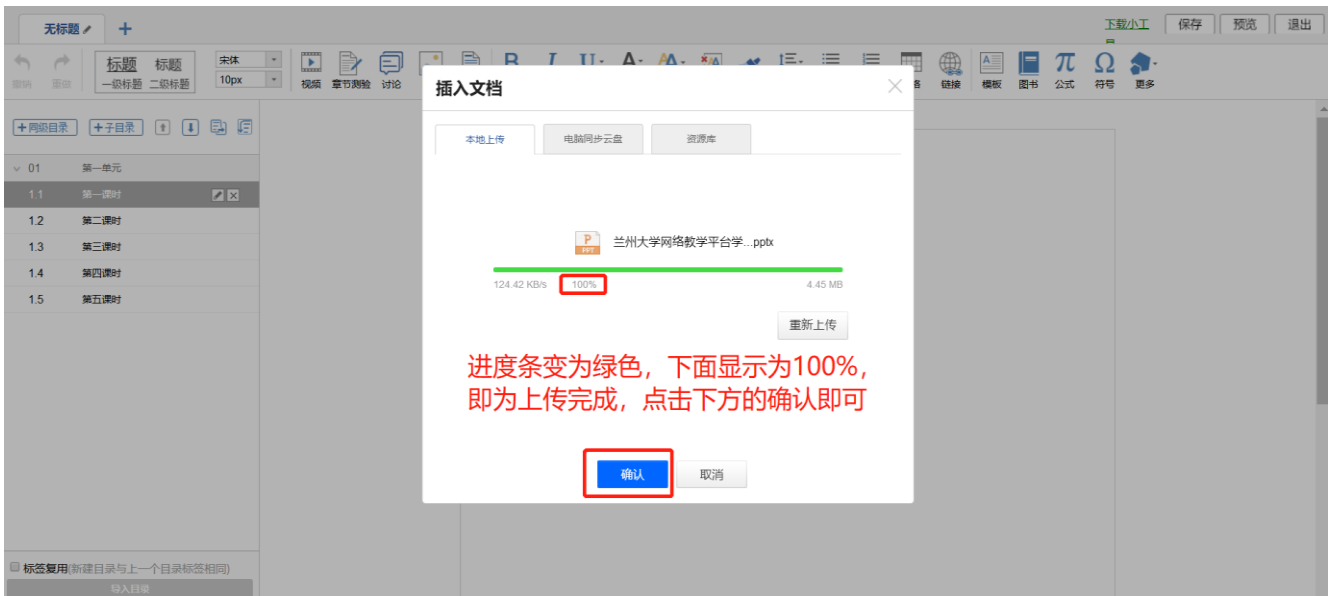 无标题
下载小工
保存 预览 退出
撤销 重做
标题 标题
一级标题 二级标题
宋体
10px
视频 章节测验 讨论
B I U A
链接 模板 图书 公式 符号 更多
+同级目录 +子目录
01 第一单元
1.1 第一课时
1.2 第二课时
1.3 第三课时
1.4 第四课时
1.5 第五课时
标签复用(新建目录与上一个目录标签相同)
导入目录
插入文档
本地上传 电脑同步云盘 资源库
兰州大学网络教学平台学...pptx
124.42 KB/s 100% 4.45 MB
重新上传
进度条变为绿色，下面显示为100%，
即为上传完成，点击下方的确认即可
确认 取消